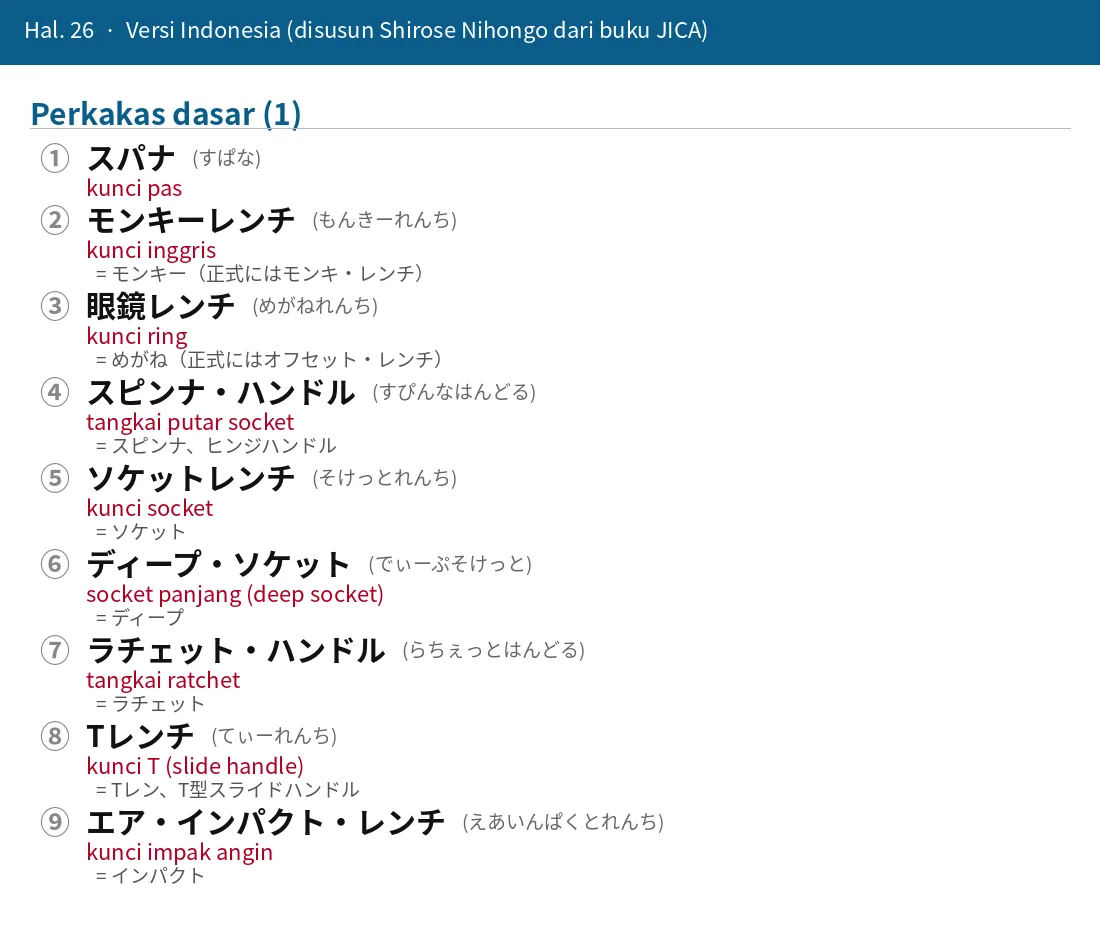 Hal. 26 · Versi Indonesia (disusun Shirose Nihongo dari buku JICA)
Perkakas dasar (1)
① スパナ (すぱな)
kunci pas
② モンキーレンチ (もんきーれんち)
kunci inggris
= モンキー（正式にはモンキ・レンチ）
③ 眼鏡レンチ (めがねれんち)
kunci ring
= めがね（正式にはオフセット・レンチ）
④ スピンナ・ハンドル (すぴんなはんどる)
tangkai putar socket
= スピンナ、ヒンジハンドル
⑤ ソケットレンチ (そけっとれんち)
kunci socket
= ソケット
⑥ ディープ・ソケット (でぃーぷそけっと)
socket panjang (deep socket)
= ディープ
⑦ ラチェット・ハンドル (らちぇっとはんどる)
tangkai ratchet
= ラチェット
⑧ Tレンチ (てぃーれんち)
kunci T (slide handle)
= Tレン、T型スライドハンドル
⑨ エア・インパクト・レンチ (えあいんぱくとれんち)
kunci impak angin
= インパクト